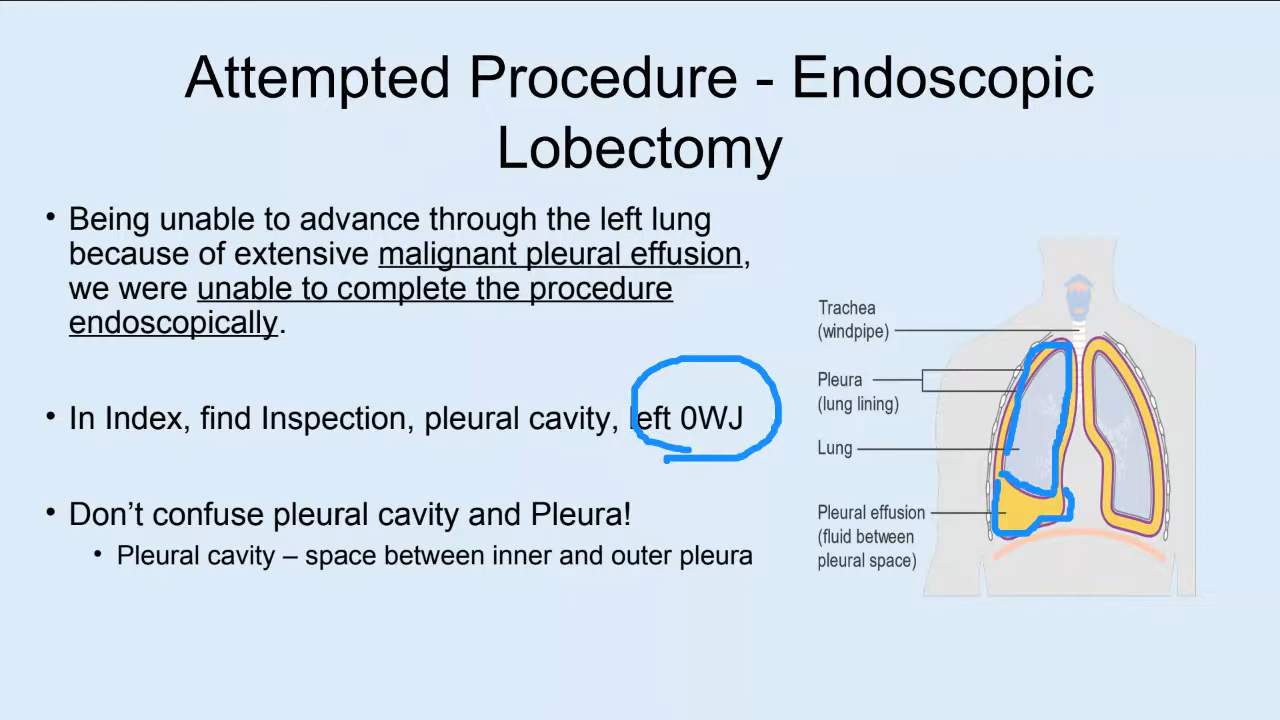 Attempted Procedure - Endoscopic
Lobectomy
• Being unable to advance through the left lung
because of extensive malignant pleural effusion,
we were unable to complete the procedure
endoscopically.
• In Index, find Inspection, pleural cavity, left 0WJ
• Don’t confuse pleural cavity and Pleura!
• Pleural cavity – space between inner and outer pleura
Trachea
(windpipe)
Pleura
(lung lining)
Lung
Pleural effusion
(fluid between
pleural space)